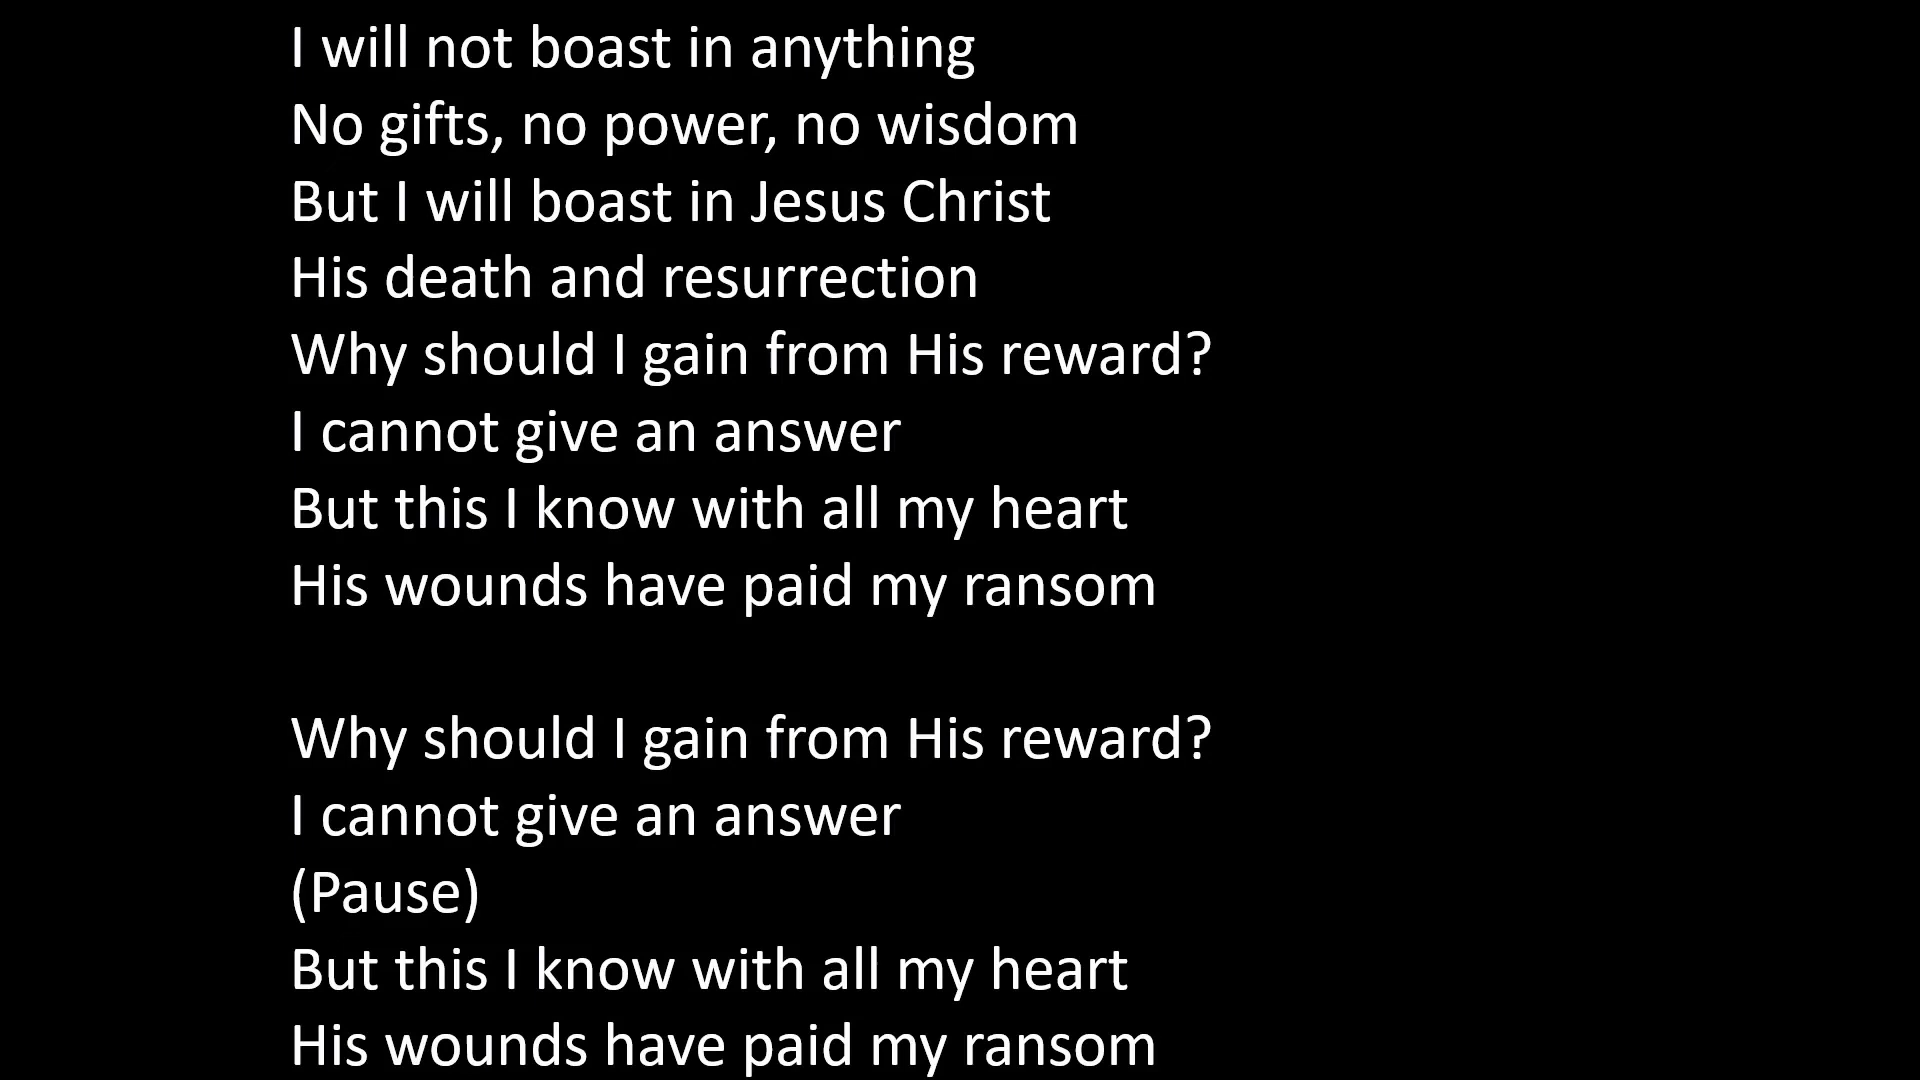 I will not boast in anything
No gifts, no power, no wisdom
But I will boast in Jesus Christ
His death and resurrection
Why should I gain from His reward?
I cannot give an answer
But this I know with all my heart
His wounds have paid my ransom
Why should I gain from His reward?
I cannot give an answer
(Pause)
But this I know with all my heart
His wounds have paid my ransom